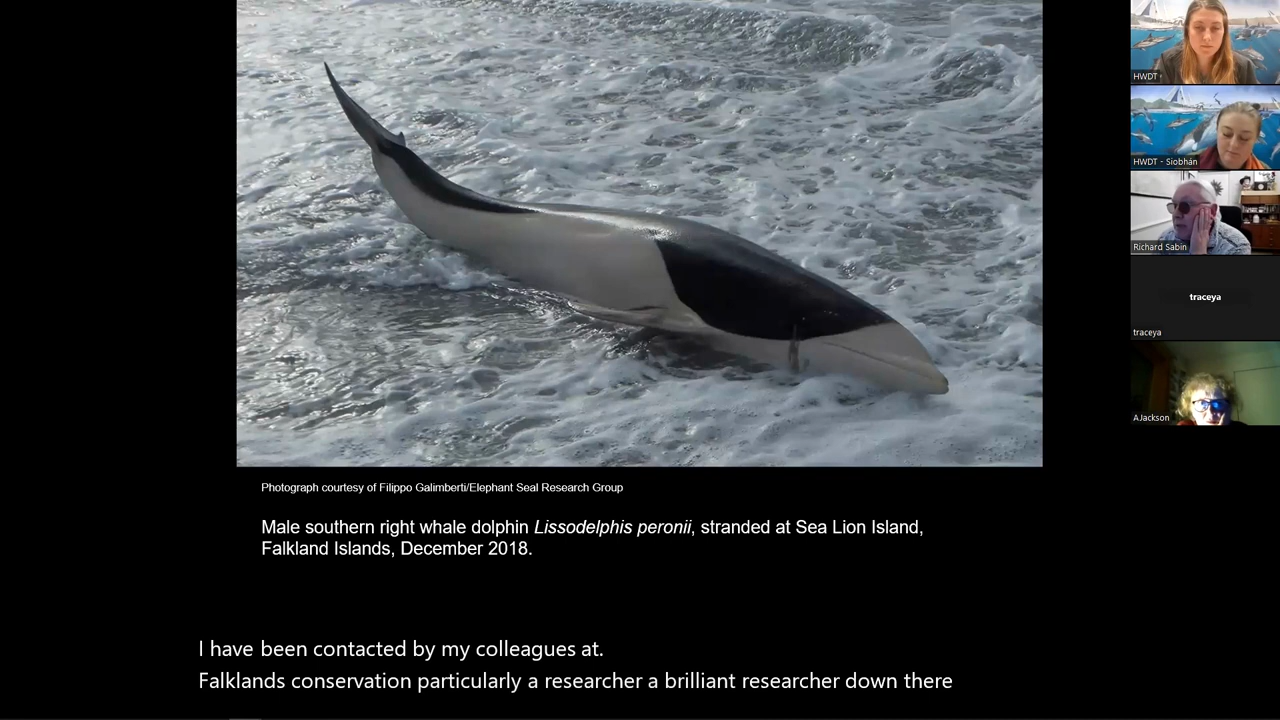 HWDT
HWDT - Siobhán
Richard Sabin
traceya
traceya
AJackson
Photograph courtesy of Filippo Galimberti/Elephant Seal Research Group
Male southern right whale dolphin Lissodelphis peronii, stranded at Sea Lion Island,
Falkland Islands, December 2018.
I have been contacted by my colleagues at.
Falklands conservation particularly a researcher a brilliant researcher down there